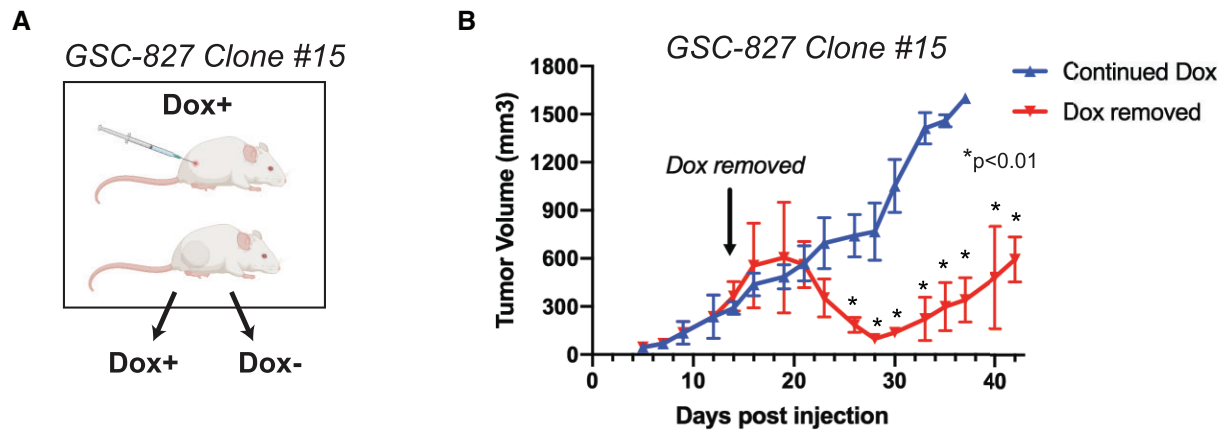 A
GSC-827 Clone #15
Dox+
Dox+
Dox-
B
GSC-827 Clone #15
Tumor Volume (mm3)
1800
1500
1200
900
600
300
0
Dox removed
Continued Dox
Dox removed
*p<0.01
* * * * * * * *
0 10 20 30 40
Days post injection